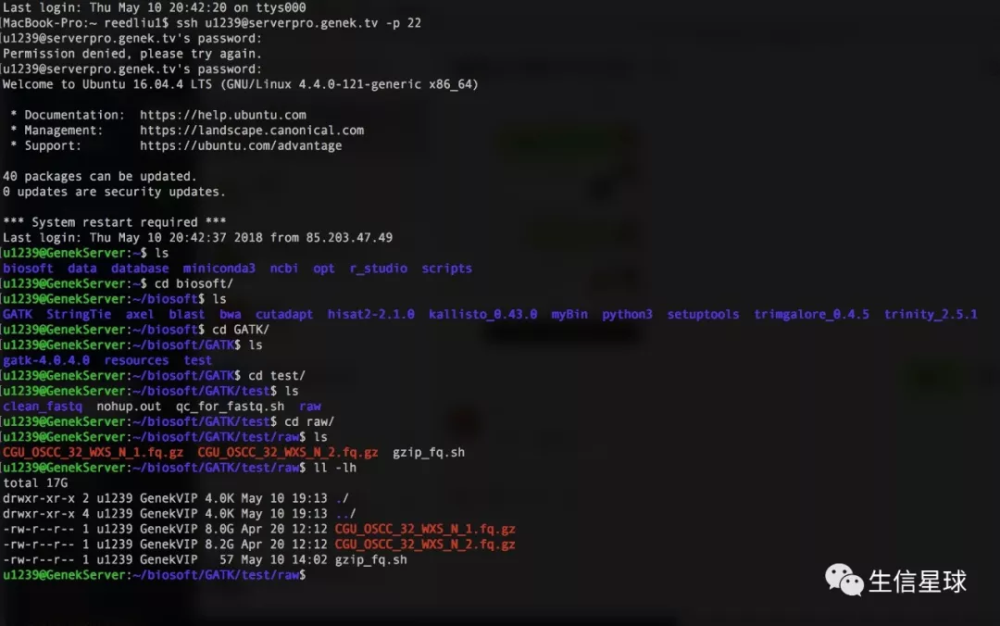 Last login: Thu May 10 20:42:20 on ttys000
[MacBook-Pro:~ reedliu1$ ssh u1239@serverpro.genek.tv -p 22
[u1239@serverpro.genek.tv's password:
Permission denied, please try again.
[u1239@serverpro.genek.tv's password:
Welcome to Ubuntu 16.04.4 LTS (GNU/Linux 4.4.0-121-generic x86_64)
* Documentation: https://help.ubuntu.com
* Management: https://landscape.canonical.com
* Support: https://ubuntu.com/advantage
40 packages can be updated.
0 updates are security updates.
*** System restart required ***
Last login: Thu May 10 20:42:37 2018 from 85.203.47.49
[u1239@GenekServer:~$ ls
biosoft data database miniconda3 ncbi opt r_studio scripts
[u1239@GenekServer:~$ cd biosoft/
[u1239@GenekServer:~/biosoft$ ls
GATK StringTie axel blast bwa cutadapt hisat2-2.1.0 kallisto_0.43.0 myBin python3 setuptools trimgalore_0.4.5 trinity_2.5.1
[u1239@GenekServer:~/biosoft$ cd GATK/
[u1239@GenekServer:~/biosoft/GATK$ ls
gatk-4.0.4.0 resources test
[u1239@GenekServer:~/biosoft/GATK$ cd test/
[u1239@GenekServer:~/biosoft/GATK/test$ ls
clean_fastq nohup.out qc_for_fastq.sh raw
[u1239@GenekServer:~/biosoft/GATK/test$ cd raw/
[u1239@GenekServer:~/biosoft/GATK/test/raw$ ls
CGU_OSCC_32_WXS_N_1.fq.gz CGU_OSCC_32_WXS_N_2.fq.gz gzip_fq.sh
[u1239@GenekServer:~/biosoft/GATK/test/raw$ ll -lh
total 17G
drwxr-xr-x 2 u1239 GenekVIP 4.0K May 10 19:13 ./
drwxr-xr-x 4 u1239 GenekVIP 4.0K May 10 19:13 ../
-rw-r--r-- 1 u1239 GenekVIP 8.0G Apr 20 12:12 CGU_OSCC_32_WXS_N_1.fq.gz
-rw-r--r-- 1 u1239 GenekVIP 8.2G Apr 20 12:12 CGU_OSCC_32_WXS_N_2.fq.gz
-rw-r--r-- 1 u1239 GenekVIP 57 May 10 14:02 gzip_fq.sh
u1239@GenekServer:~/biosoft/GATK/test/raw$
生信星球